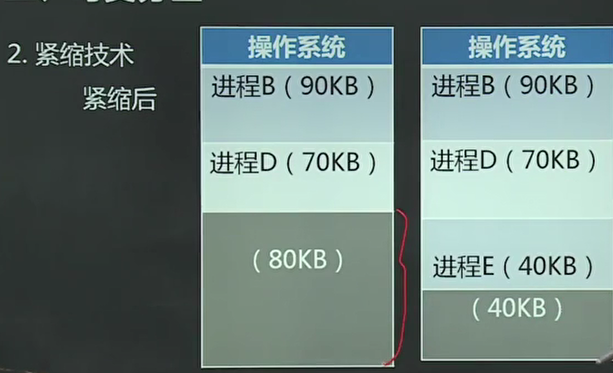 2. 紧缩技术
紧缩后
操作系统
进程B（90KB）
进程D（70KB）
（80KB）
操作系统
进程B（90KB）
进程D（70KB）
进程E（40KB）
（40KB）